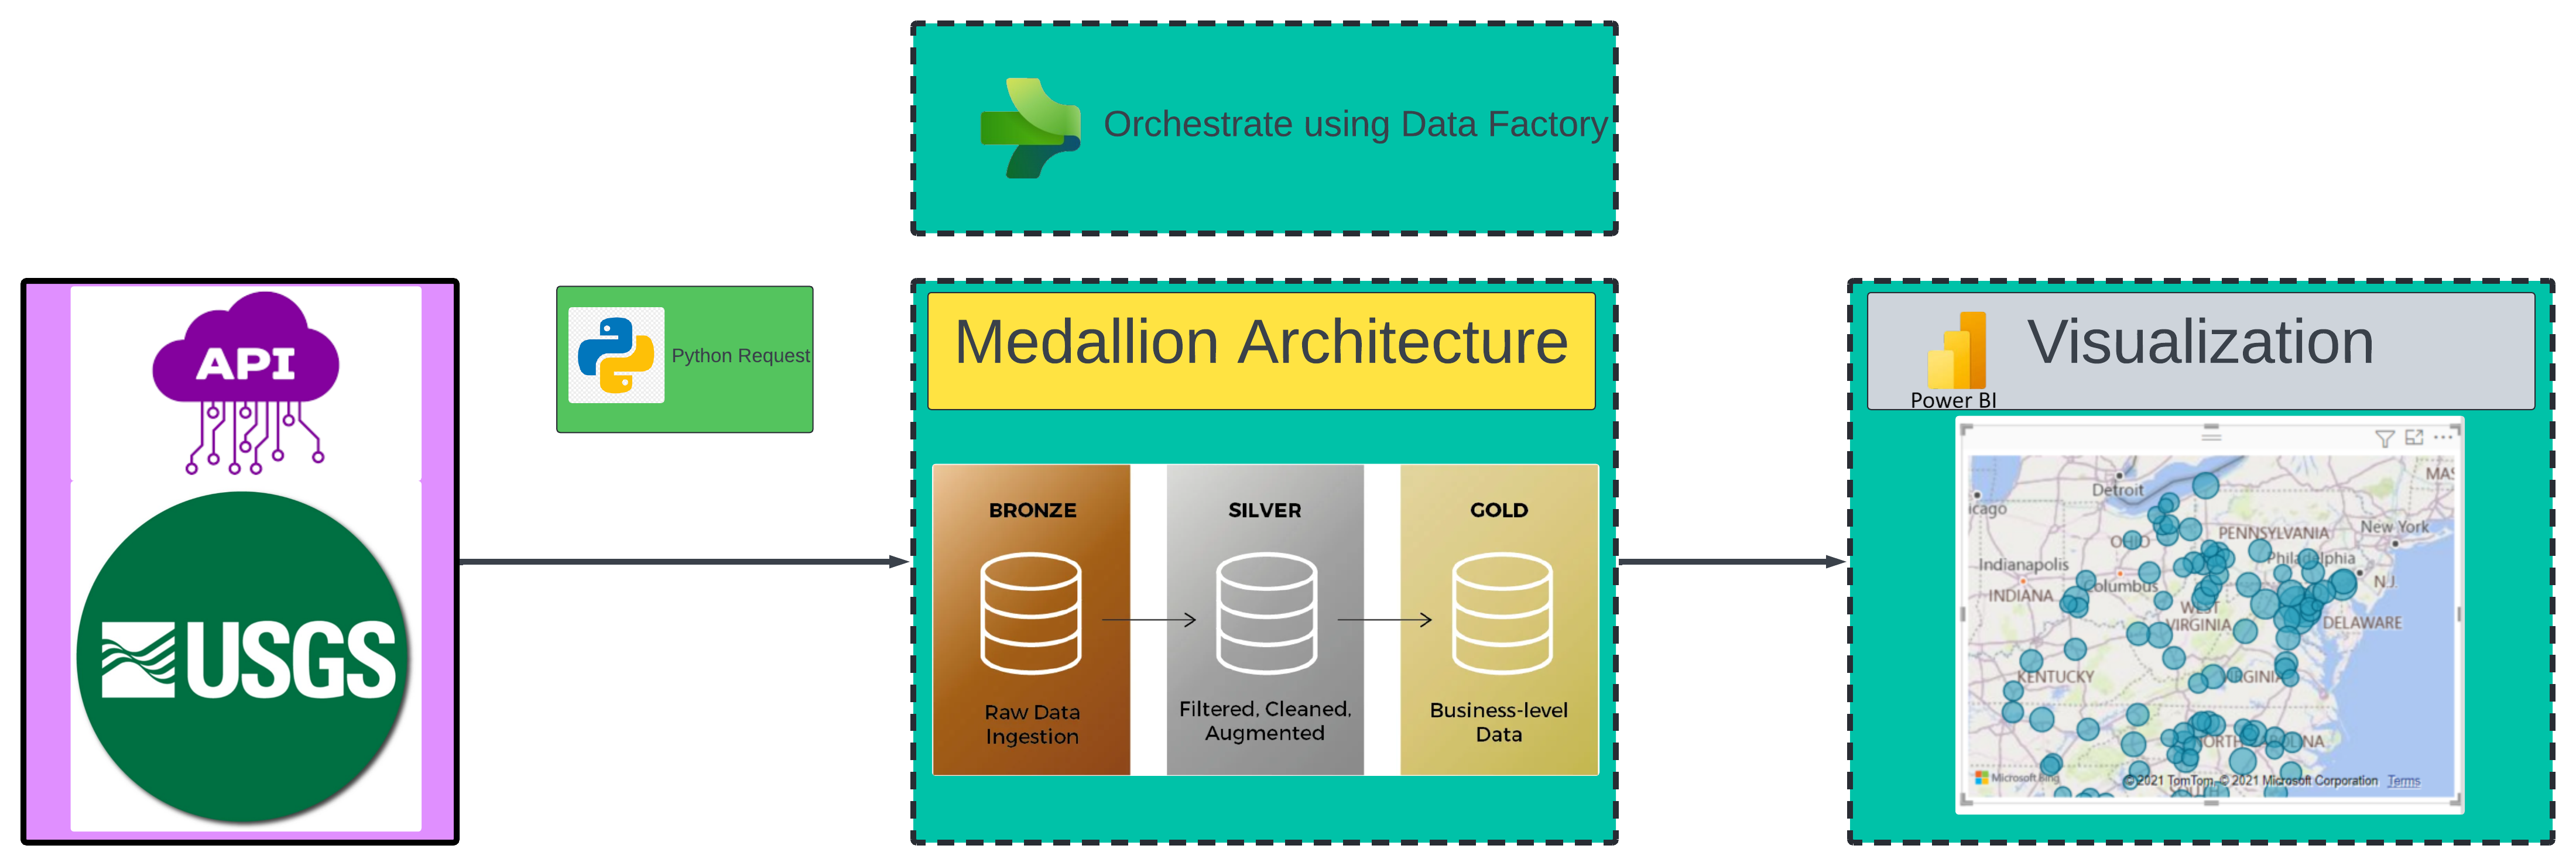 Orchestrate using Data Factory
API
USGS
Python Request
Medallion Architecture
BRONZE
Raw Data
Ingestion
SILVER
Filtered, Cleaned,
Augmented
GOLD
Business-level
Data
Power BI
Visualization
Detroit
icago
MAS
PENNSYLVANIA
New York
OHIO
Philadelphia
Indianapolis
Columbus
N.J.
INDIANA
WEST
VIRGINIA
DELAWARE
KENTUCKY
VIRGINIA
NORTH CAROLINA
Microsoft Bing
©2021 TomTom, © 2021 Microsoft Corporation Terms